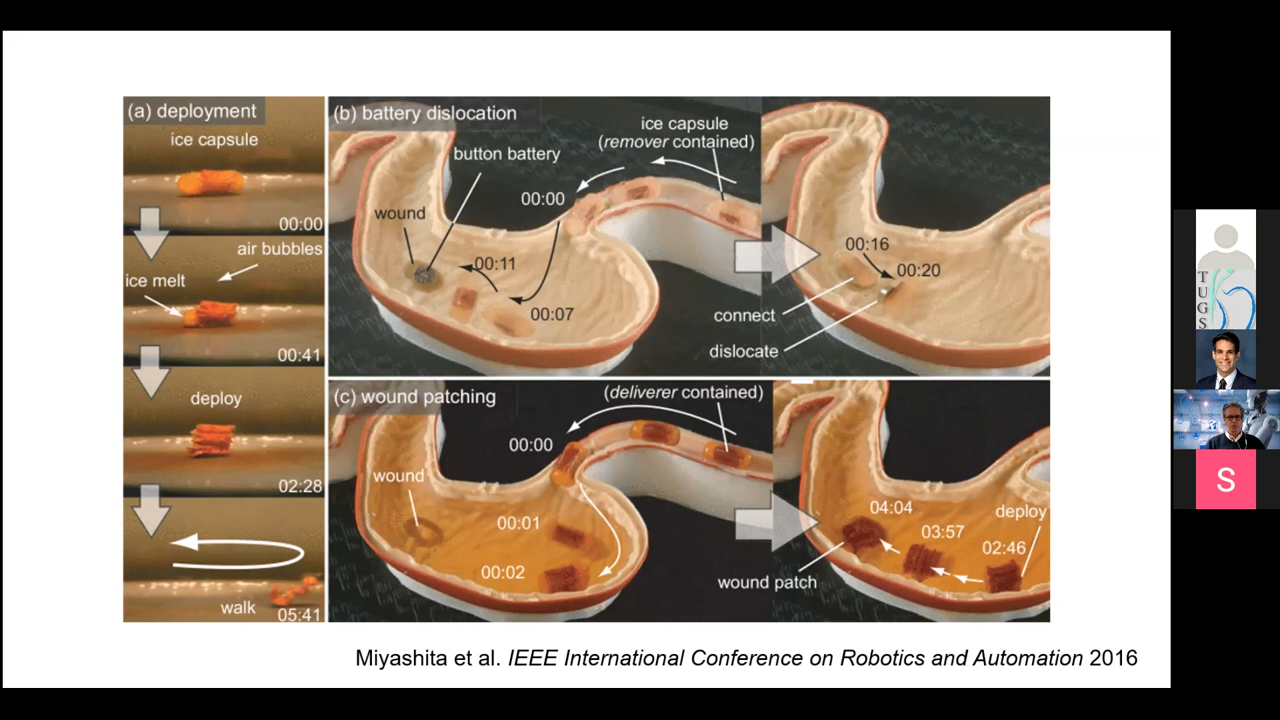 (a) deployment
ice capsule
00:00
air bubbles
ice melt
00:41
deploy
02:28
walk
05:41
(b) battery dislocation
ice capsule
(remover contained)
button battery
00:00
wound
00:11
00:07
00:16
00:20
connect
dislocate
(c) wound patching
(deliverer contained)
00:00
wound
00:01
00:02
04:04
deploy
03:57
02:46
wound patch
Miyashita et al. IEEE International Conference on Robotics and Automation 2016
TUGS
S